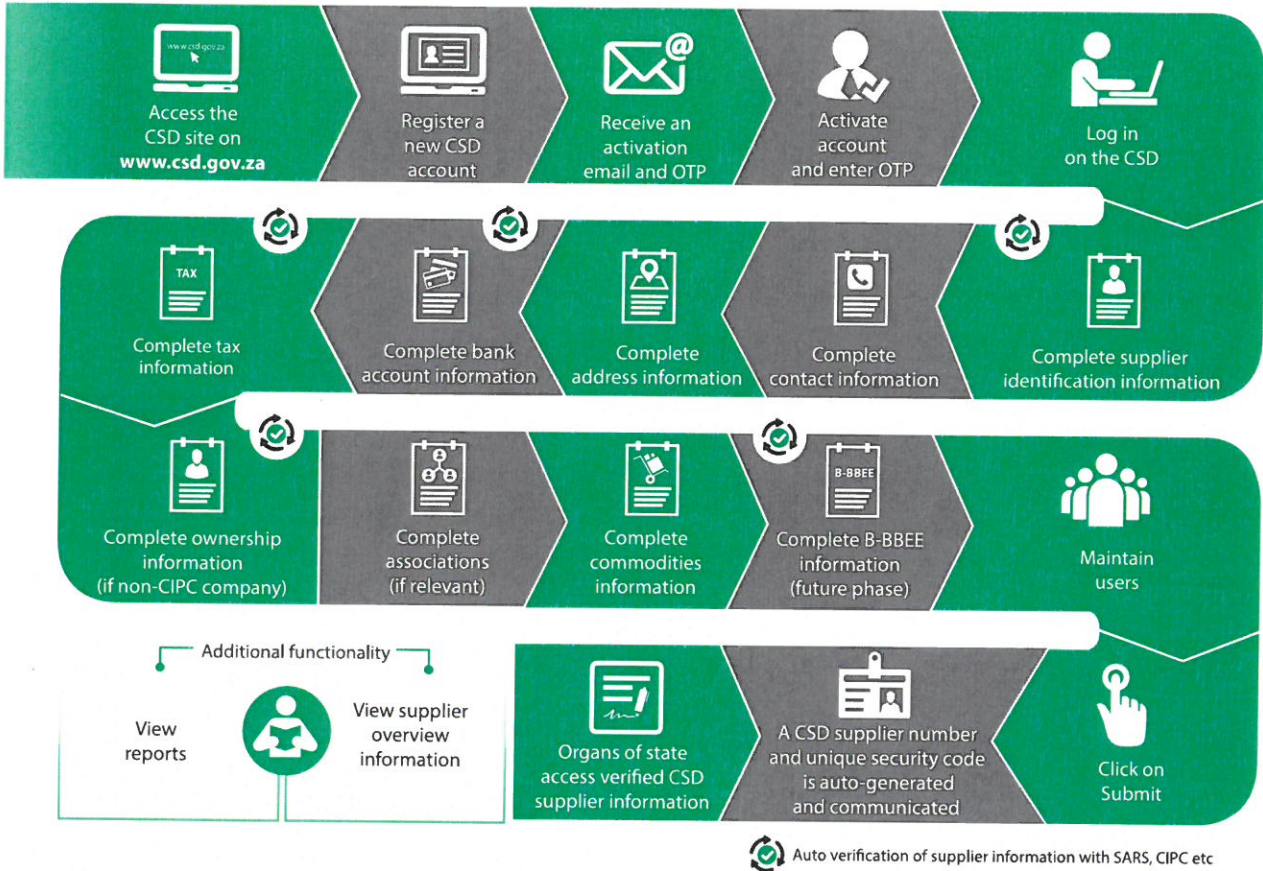 www.csd.gov.za
Access the
CSD site on
www.csd.gov.za
Register a
new CSD
account
@
Receive an
activation
email and OTP
Activate
account
and enter OTP
Log in
on the CSD
Complete supplier
identification information
Complete
contact information
Complete
address information
Complete bank
account information
TAX
Complete tax
information
Complete ownership
information
(if non-CIPC company)
Complete
associations
(if relevant)
Complete
commodities
information
B-BBEE
Complete B-BBEE
information
(future phase)
Maintain
users
Click on
Submit
A CSD supplier number
and unique security code
is auto-generated
and communicated
Organs of state
access verified CSD
supplier information
Additional functionality
View
reports
View supplier
overview
information
Auto verification of supplier information with SARS, CIPC etc